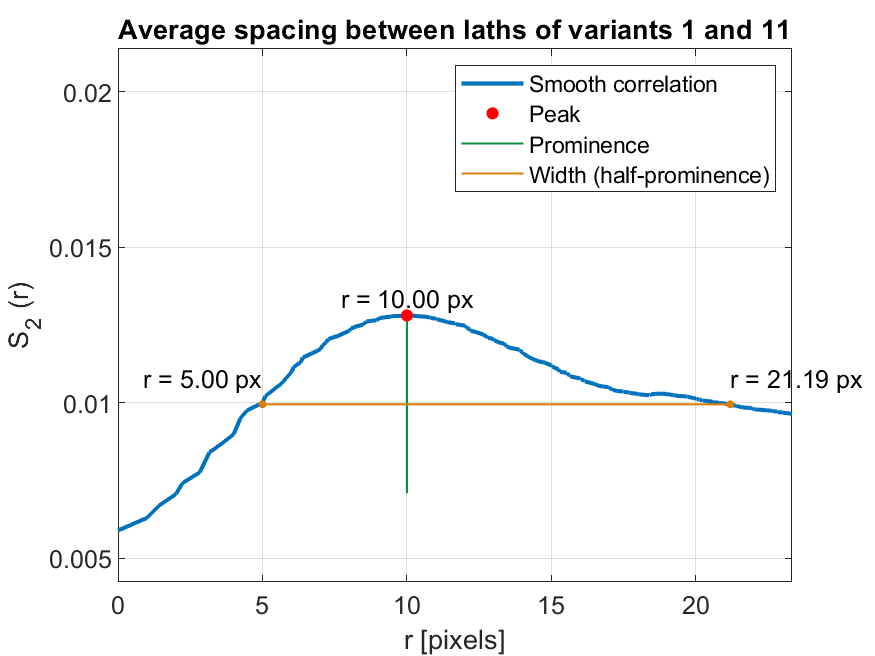 Average spacing between laths of variants 1 and 11
Smooth correlation
Peak
Prominence
Width (half-prominence)
0.02
0.015
0.01
0.005
S2 (r)
r = 10.00 px
r = 5.00 px
r = 21.19 px
0 5 10 15 20
r [pixels]